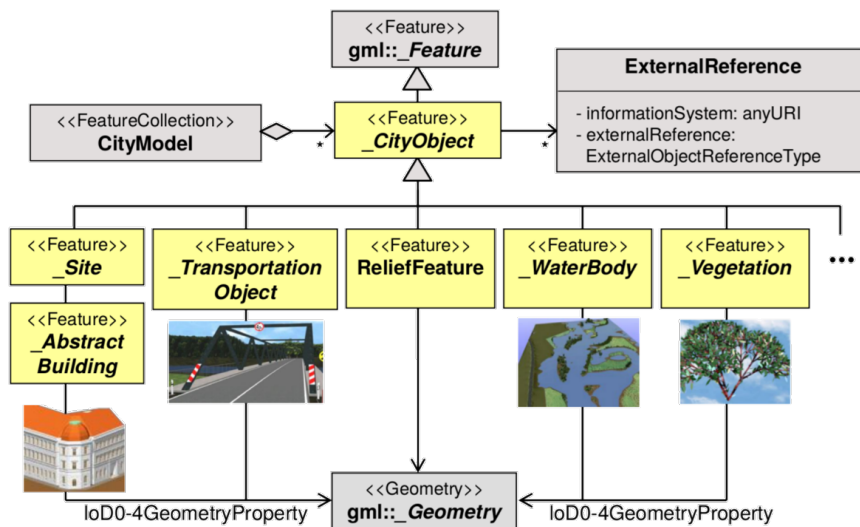 <<Feature>>
gml::_Feature
<<FeatureCollection>>
CityModel
*
<<Feature>>
_CityObject
*
ExternalReference
- informationSystem: anyURI
- externalReference:
ExternalObjectReferenceType
<<Feature>>
_Site
<<Feature>>
_Transportation
Object
<<Feature>>
ReliefFeature
<<Feature>>
_WaterBody
<<Feature>>
_Vegetation
...
<<Feature>>
_Abstract
Building
<<Geometry>>
gml::_Geometry
loD0-4GeometryProperty
loD0-4GeometryProperty